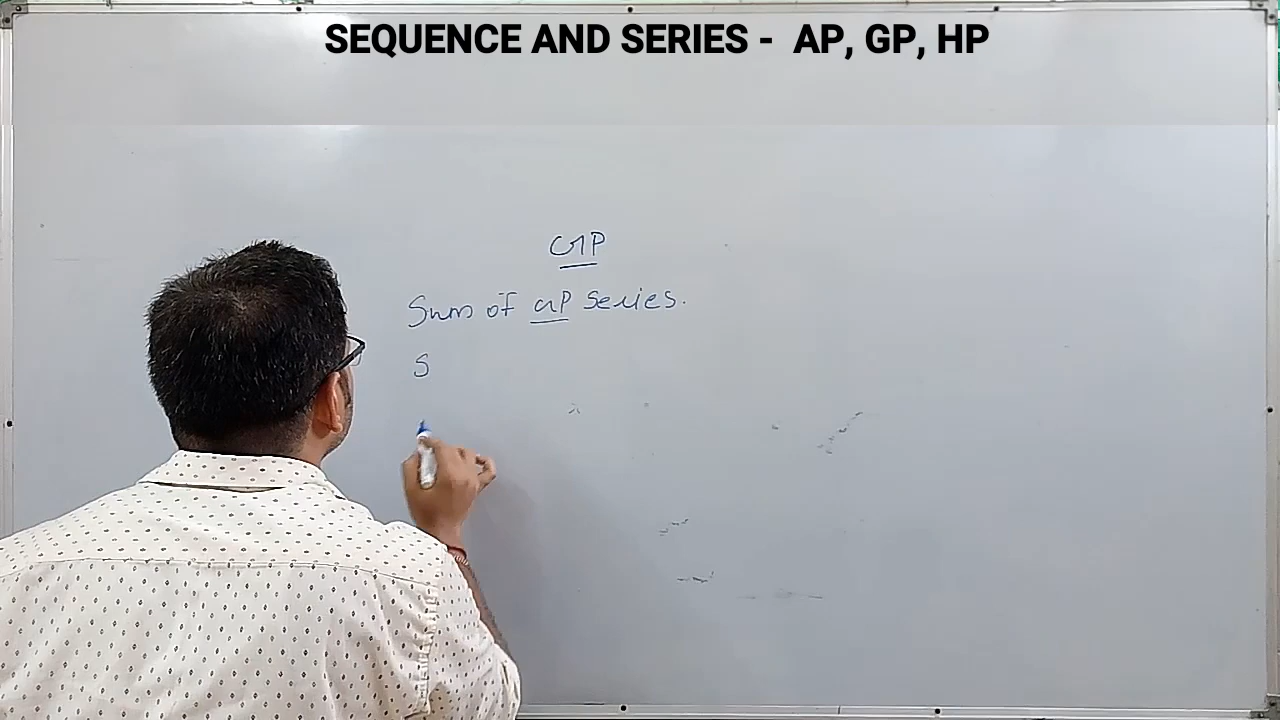 SEQUENCE AND SERIES - AP, GP, HP
GP
Sum of GP Series.
S